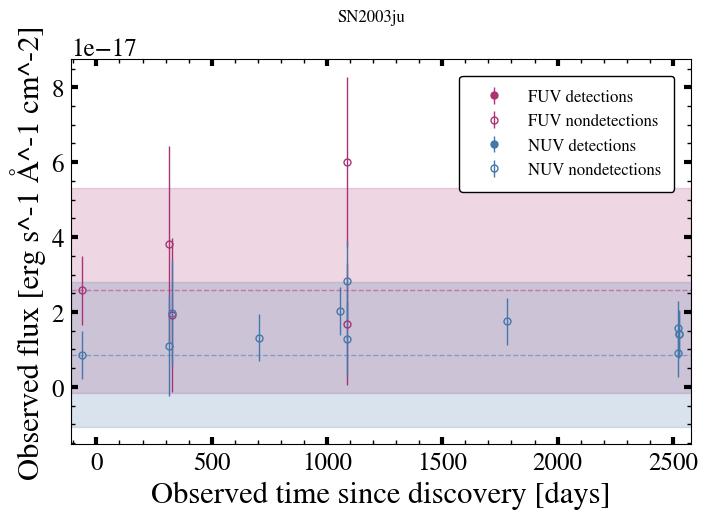 SN2003ju
1e−17
Observed flux [erg s^-1 Å^-1 cm^-2]
8
6
4
2
0
FUV detections
FUV nondetections
NUV detections
NUV nondetections
0 500 1000 1500 2000 2500
Observed time since discovery [days]